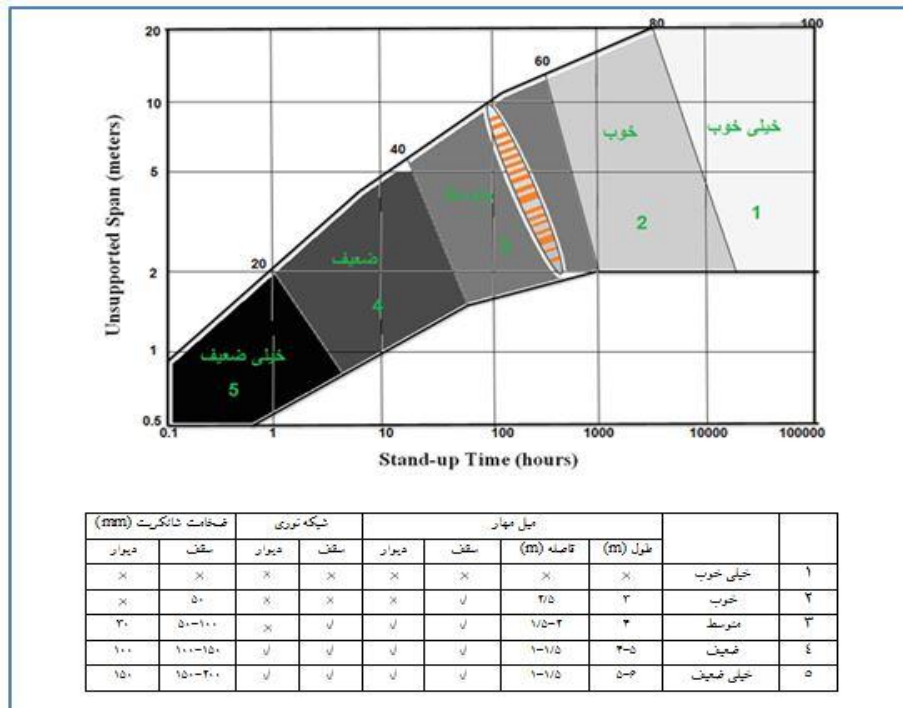 20
80
100
60
10
خیلی خوب
خوب
40
5
متوسط
20
ضعیف
3
2
1
2
4
1
خیلی ضعیف
5
0.5
0.1
1
10
100
1000
10000
100000
Unsupported Span (meters)
Stand-up Time (hours)
میل مهار شبکه توری ضخامت شاتکریت (mm)
طول (m) فاصله (m) سقف دیوار سقف دیوار سقف دیوار
۱ خیلی خوب × × × × × × × ×
۲ خوب ۳ ۲/۵ √ × × × ۵۰ ×
۳ متوسط ۴ ۱/۵-۲ √ √ √ × ۵۰-۱۰۰ ۳۰
٤ ضعیف ۴-۵ ۱-۱/۵ √ √ √ √ ۱۰۰-۱۵۰ ۱۰۰
۵ خیلی ضعیف ۵-۶ ۱-۱/۵ √ √ √ √ ۱۵۰-۲۰۰ ۱۵۰